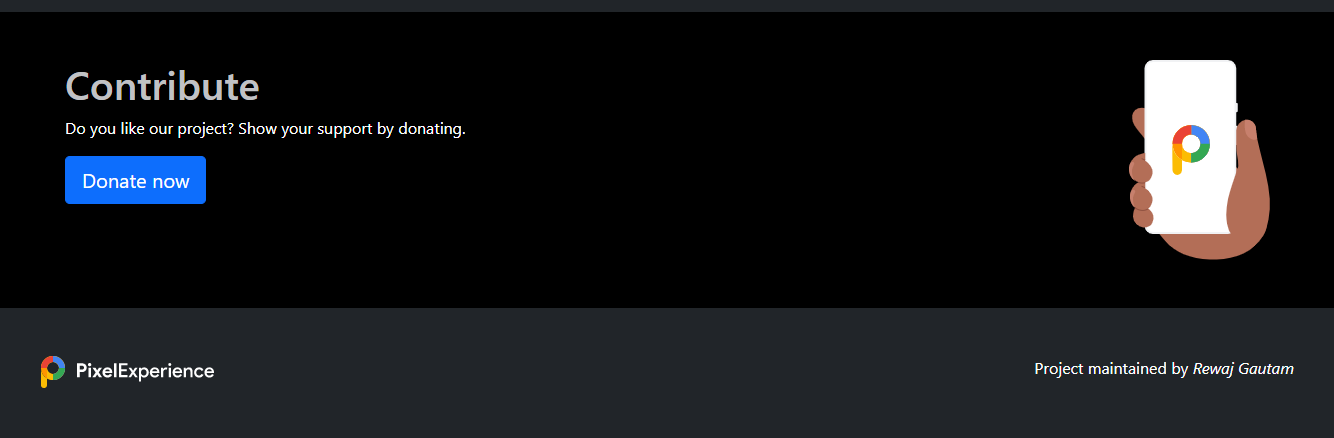 Contribute
Do you like our project? Show your support by donating.
Donate now
PixelExperience
Project maintained by Rewaj Gautam